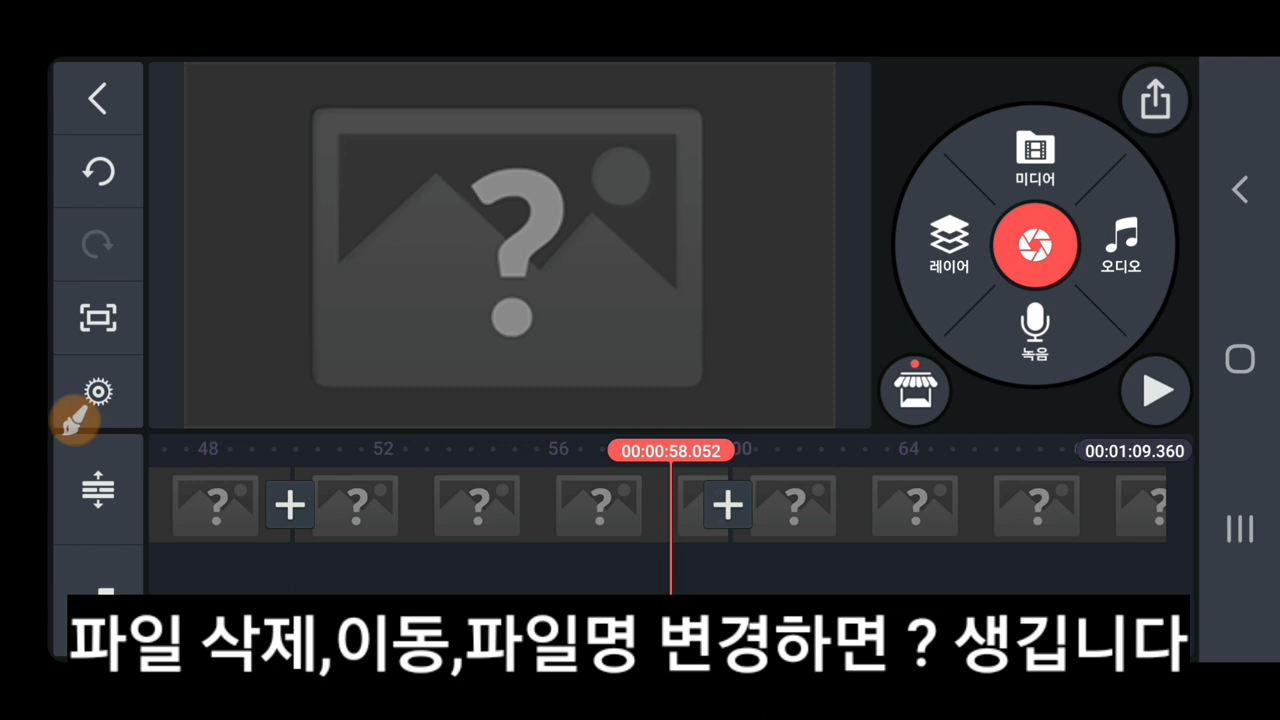 미디어
레이어
오디오
녹음
48
52
56
00:00:58.052
00
64
00:01:09.360
파일 삭제,이동,파일명 변경하면 ? 생깁니다